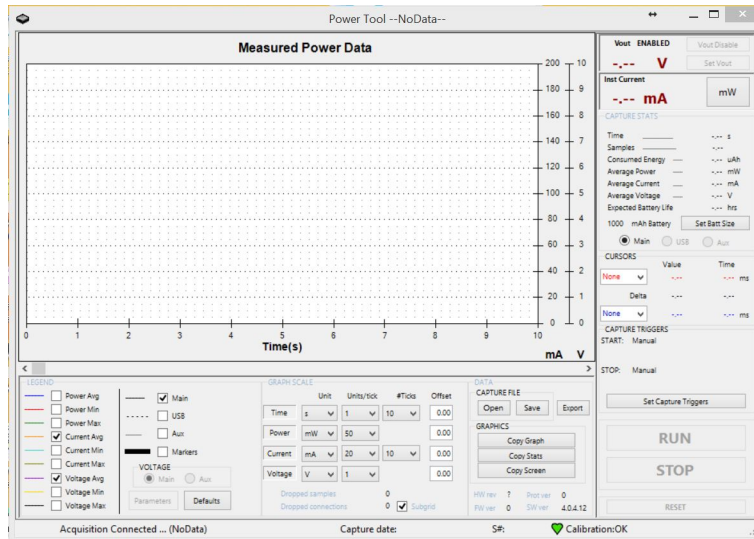 Power Tool --NoData--
Measured Power Data
200 10
180 9
160 8
140 7
120 6
100 5
80 4
60 3
40 2
20 1
0 0
0 1 2 3 4 5 6 7 8 9 10
Time(s)
mA V
Vout ENABLED
Vout Disable
-.-- V
Set Vout
Inst Current
-.-- mA
mW
CAPTURE STATS
Time -.-- s
Samples -.--
Consumed Energy -.-- uAh
Average Power -.-- mW
Average Current -.-- mA
Average Voltage -.-- V
Expected Battery Life -.-- hrs
1000 mAh Battery Set Batt Size
Main USB Aux
CURSORS
Value Time
None -.-- -.-- ms
Delta -.-- -.--
None -.-- -.-- ms
CAPTURE TRIGGERS
START: Manual
STOP: Manual
Set Capture Triggers
RUN
STOP
RESET
LEGEND
Power Avg
Power Min
Power Max
Current Avg
Current Min
Current Max
Voltage Avg
Voltage Min
Voltage Max
Main
USB
Aux
Markers
VOLTAGE
Main Aux
Parameters Defaults
GRAPH SCALE
Unit Units/tick #Ticks Offset
Time s 1 10 0.00
Power mW 50 0.00
Current mA 20 10 0.00
Voltage V 1 0.00
Dropped samples 0
Dropped connections 0 Subgrid
DATA
CAPTURE FILE
Open Save Export
GRAPHICS
Copy Graph
Copy Stats
Copy Screen
HW rev ? Prot ver 0
FW ver 0 SW ver 4.0.4.12
Acquisition Connected ... (NoData) Capture date: S#: Calibration:OK